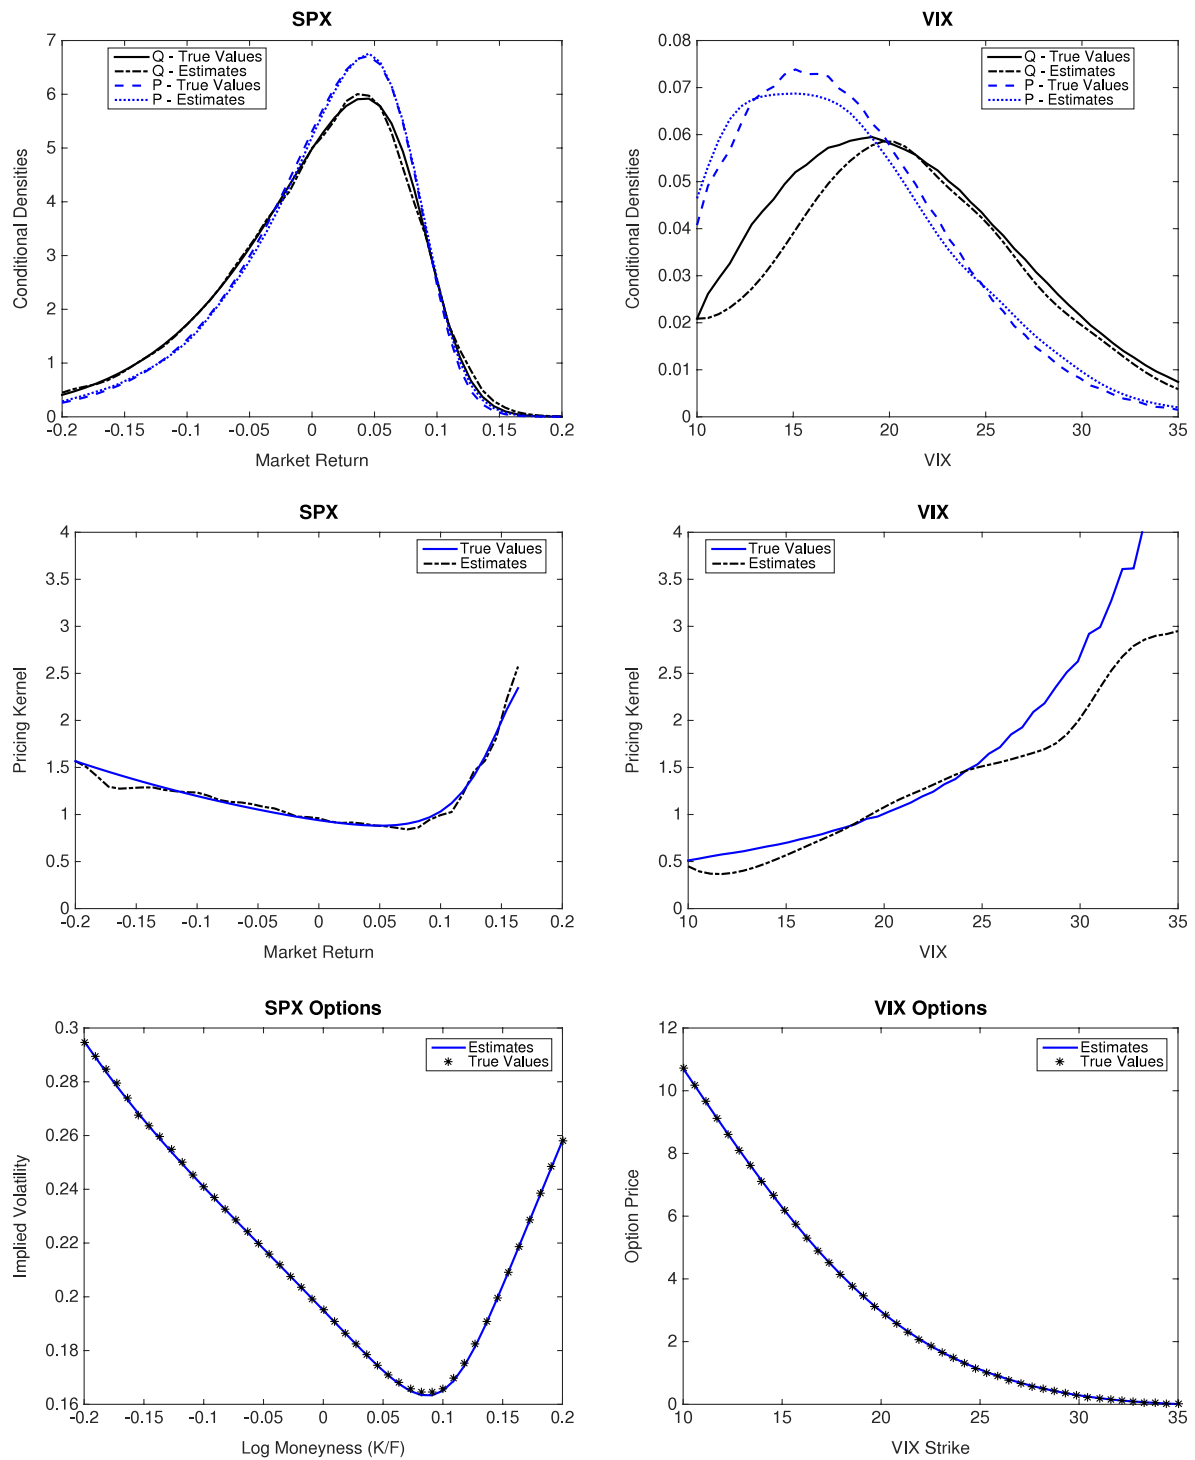 SPX
Q - True Values
Q - Estimates
P - True Values
P - Estimates
Conditional Densities
7
6
5
4
3
2
1
0
-0.2 -0.15 -0.1 -0.05 0 0.05 0.1 0.15 0.2
Market Return
VIX
Q - True Values
Q - Estimates
P - True Values
P - Estimates
Conditional Densities
0.08
0.07
0.06
0.05
0.04
0.03
0.02
0.01
0
10 15 20 25 30 35
VIX
SPX
True Values
Estimates
Pricing Kernel
4
3.5
3
2.5
2
1.5
1
0.5
0
-0.2 -0.15 -0.1 -0.05 0 0.05 0.1 0.15 0.2
Market Return
VIX
True Values
Estimates
Pricing Kernel
4
3.5
3
2.5
2
1.5
1
0.5
0
10 15 20 25 30 35
VIX
SPX Options
Estimates
True Values
Implied Volatility
0.3
0.28
0.26
0.24
0.22
0.2
0.18
0.16
-0.2 -0.15 -0.1 -0.05 0 0.05 0.1 0.15 0.2
Log Moneyness (K/F)
VIX Options
Estimates
True Values
Option Price
12
10
8
6
4
2
0
10 15 20 25 30 35
VIX Strike